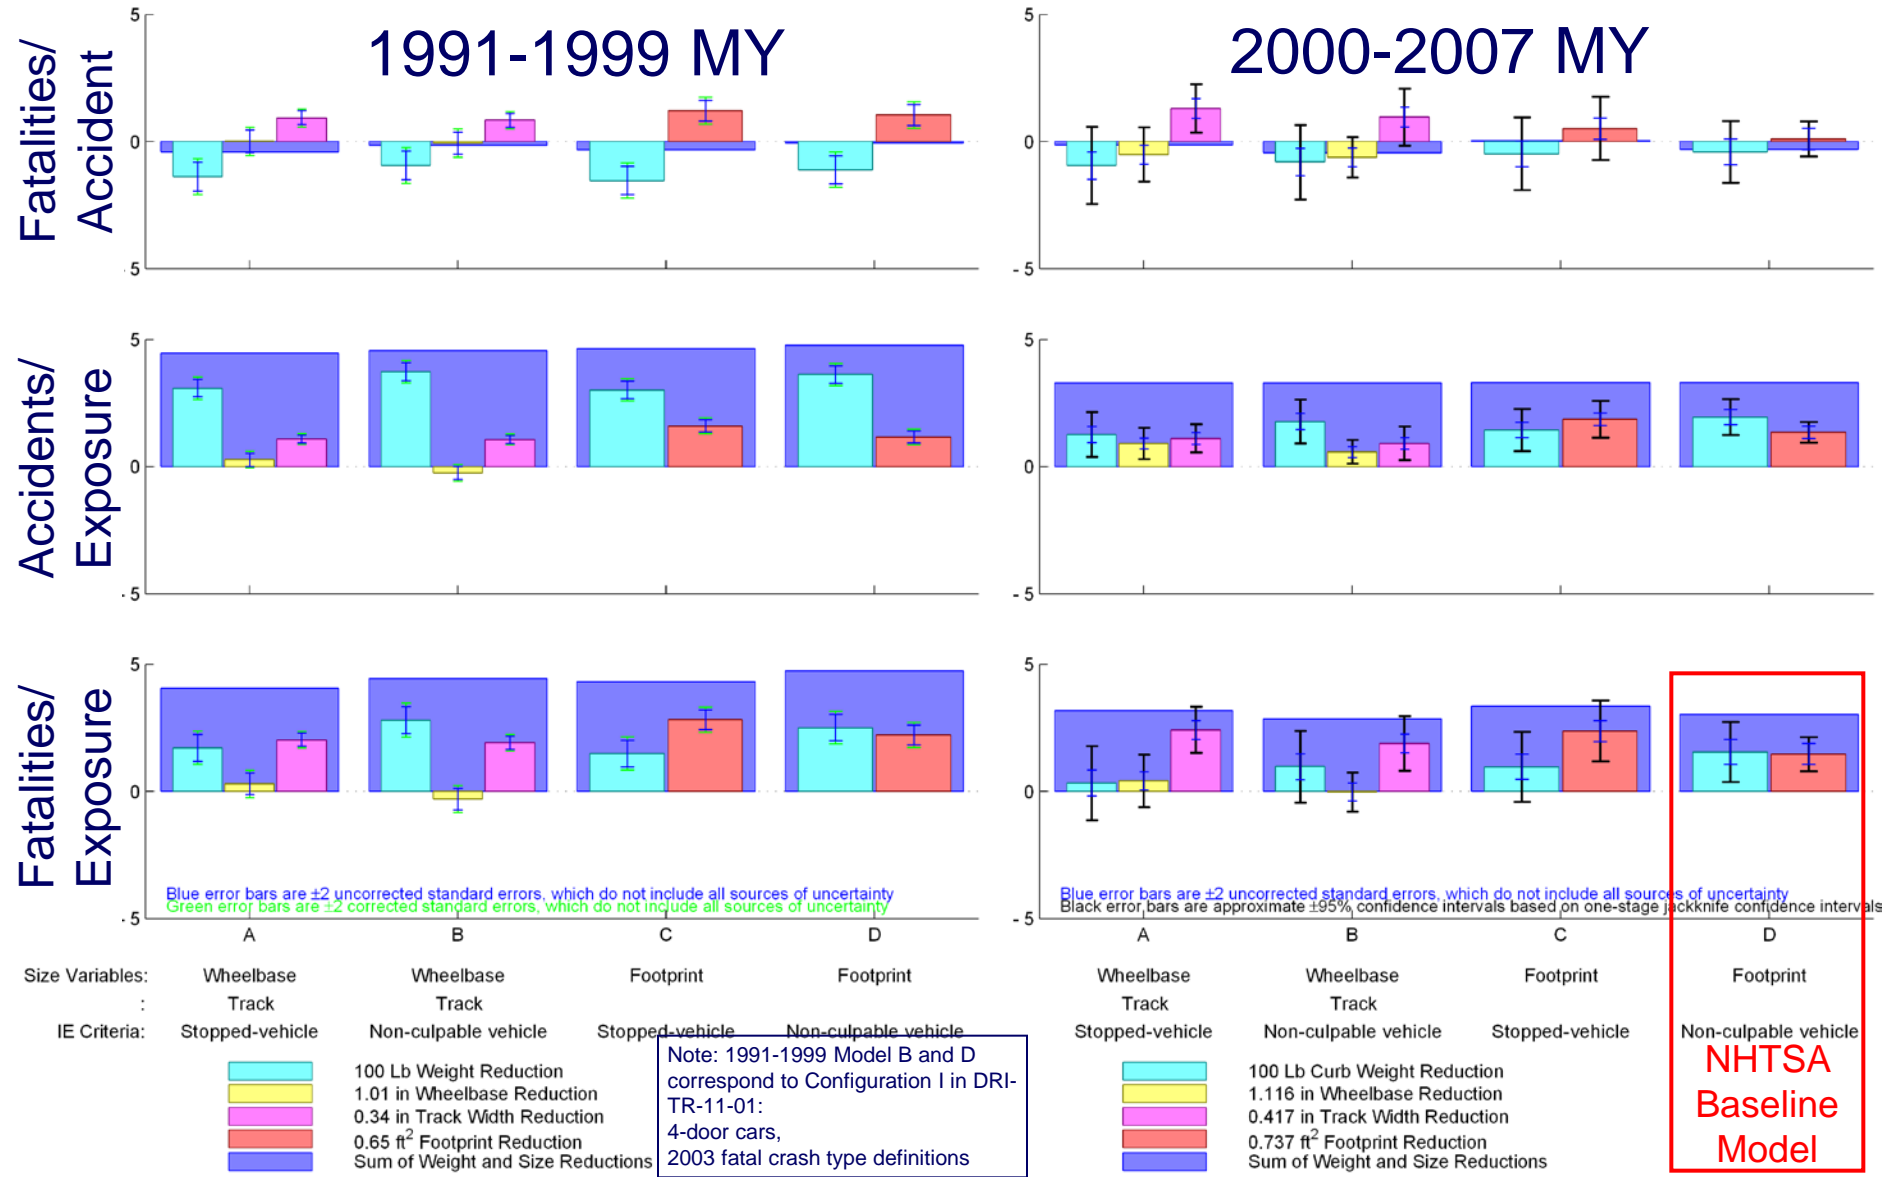 1991-1999 MY
2000-2007 MY
Fatalities/
Accident
5
0
- 5
5
0
- 5
Accidents/
Exposure
5
0
- 5
5
0
- 5
Fatalities/
Exposure
5
0
- 5
5
0
- 5
Blue error bars are ±2 uncorrected standard errors, which do not include all sources of uncertainty
Green error bars are ±2 corrected standard errors, which do not include all sources of uncertainty
Blue error bars are ±2 uncorrected standard errors, which do not include all sources of uncertainty
Black error bars are approximate ±95% confidence intervals based on one-stage jackknife confidence intervals
A B C D
A B C D
Size Variables: Wheelbase Wheelbase Footprint Footprint
: Track Track
IE Criteria: Stopped-vehicle Non-culpable vehicle Stopped-vehicle Non-culpable vehicle
Wheelbase Wheelbase Footprint Footprint
Track Track
Stopped-vehicle Non-culpable vehicle Stopped-vehicle Non-culpable vehicle
100 Lb Weight Reduction
1.01 in Wheelbase Reduction
0.34 in Track Width Reduction
0.65 ft² Footprint Reduction
Sum of Weight and Size Reductions
Note: 1991-1999 Model B and D
correspond to Configuration I in DRI-
TR-11-01:
4-door cars,
2003 fatal crash type definitions
100 Lb Curb Weight Reduction
1.116 in Wheelbase Reduction
0.417 in Track Width Reduction
0.737 ft² Footprint Reduction
Sum of Weight and Size Reductions
NHTSA
Baseline
Model